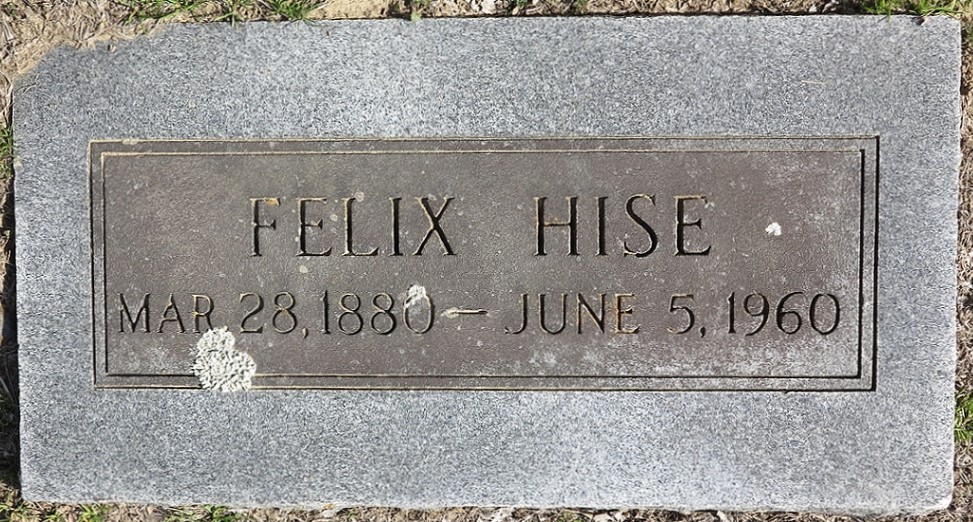 FELIX HISE
MAR 28, 1880 – JUNE 5, 1960